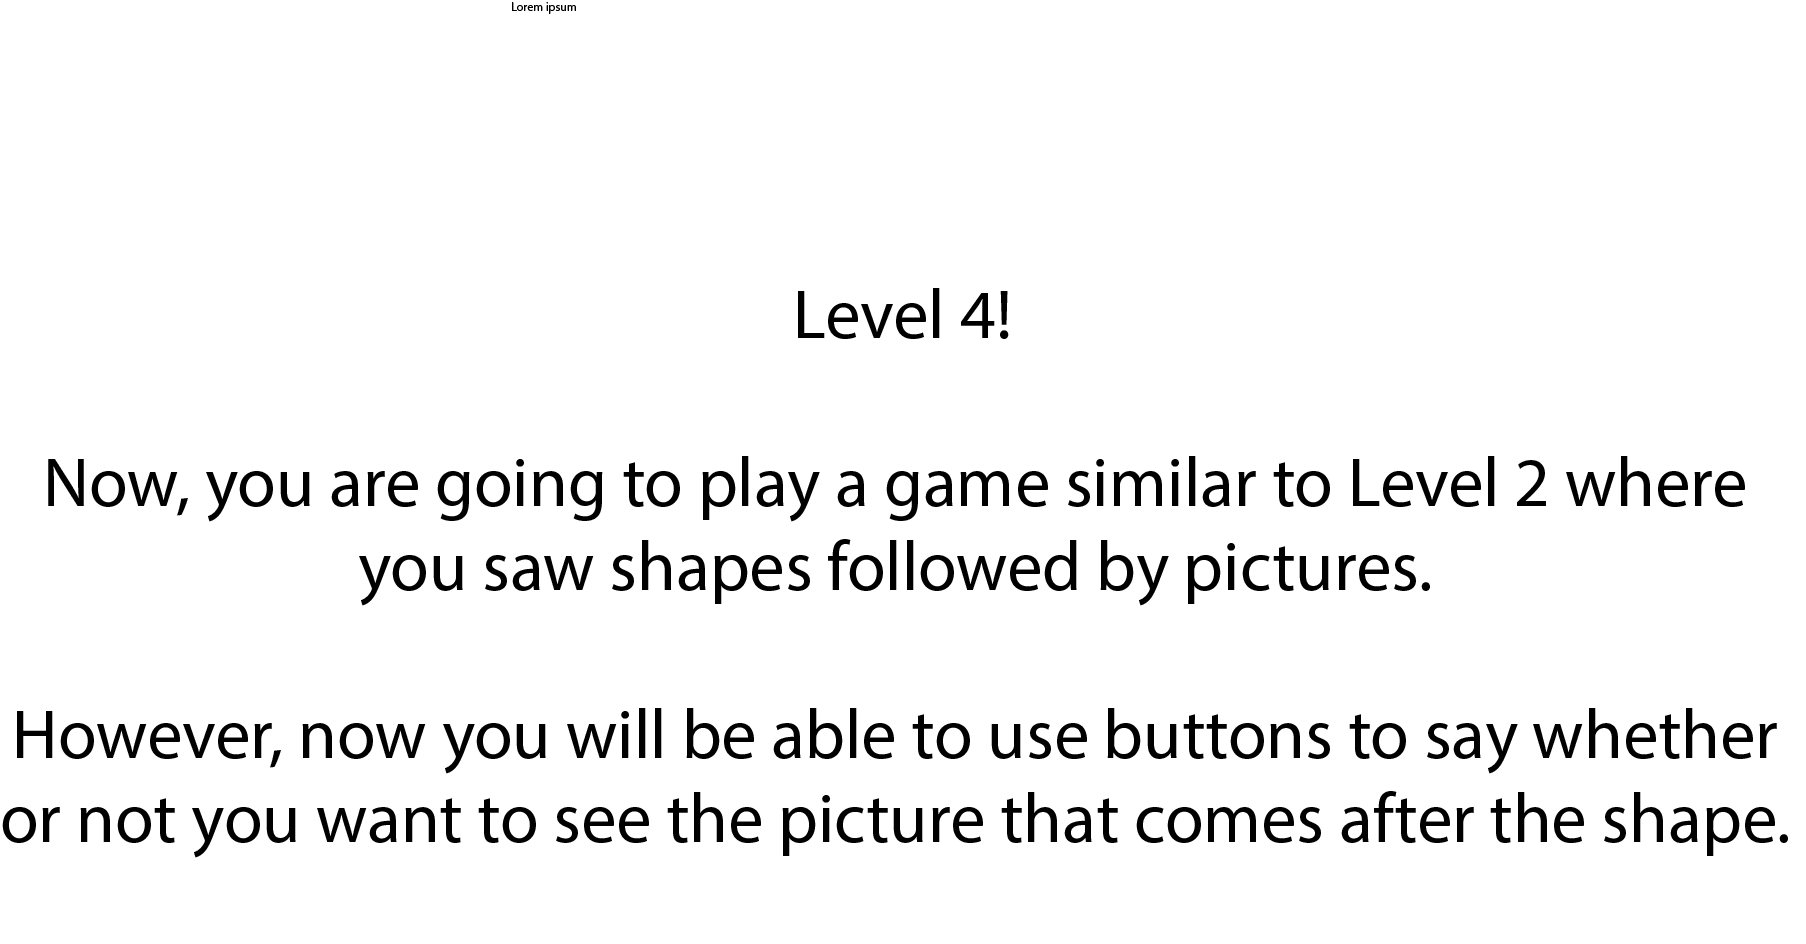 Lorem ipsum
Level 4!
Now, you are going to play a game similar to Level 2 where
you saw shapes followed by pictures.
However, now you will be able to use buttons to say whether
or not you want to see the picture that comes after the shape.